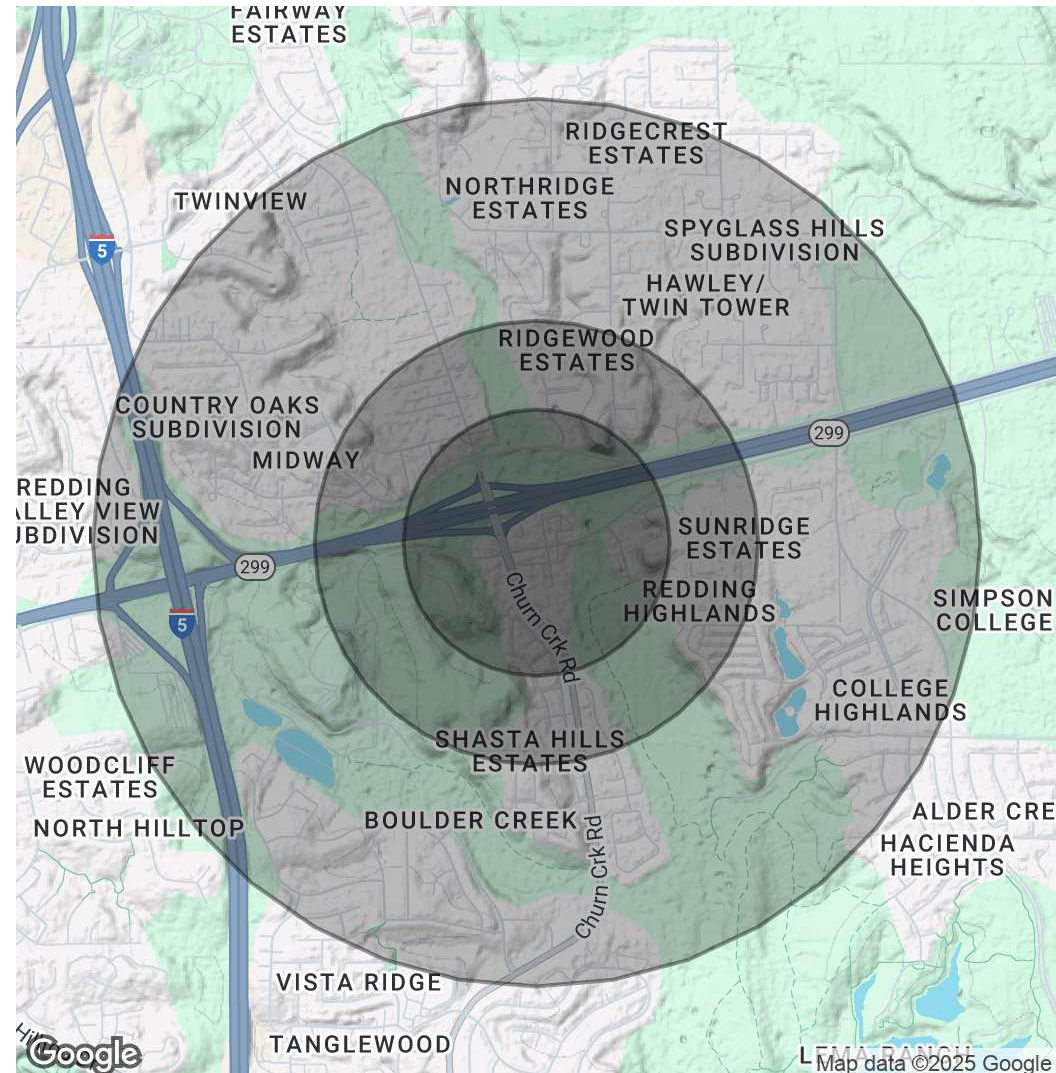 FAIRWAY
ESTATES
RIDGECREST
ESTATES
NORTHRIDGE
ESTATES
TWINVIEW
SPYGLASS HILLS
SUBDIVISION
5
HAWLEY/
TWIN TOWER
RIDGEWOOD
ESTATES
COUNTRY OAKS
SUBDIVISION
299
MIDWAY
REDDING
ALLEY VIEW
UBDIVISION
SUNRIDGE
ESTATES
299
Churn Crk Rd
REDDING
HIGHLANDS
SIMPSON
COLLEGE
5
COLLEGE
HIGHLANDS
SHASTA HILLS
ESTATES
WOODCLIFF
ESTATES
NORTH HILLTOP
BOULDER CREEK
Churn Crk Rd
ALDER CRE
HACIENDA
HEIGHTS
VISTA RIDGE
TANGLEWOOD
LEMA RANCH
Google
Map data ©2025 Google